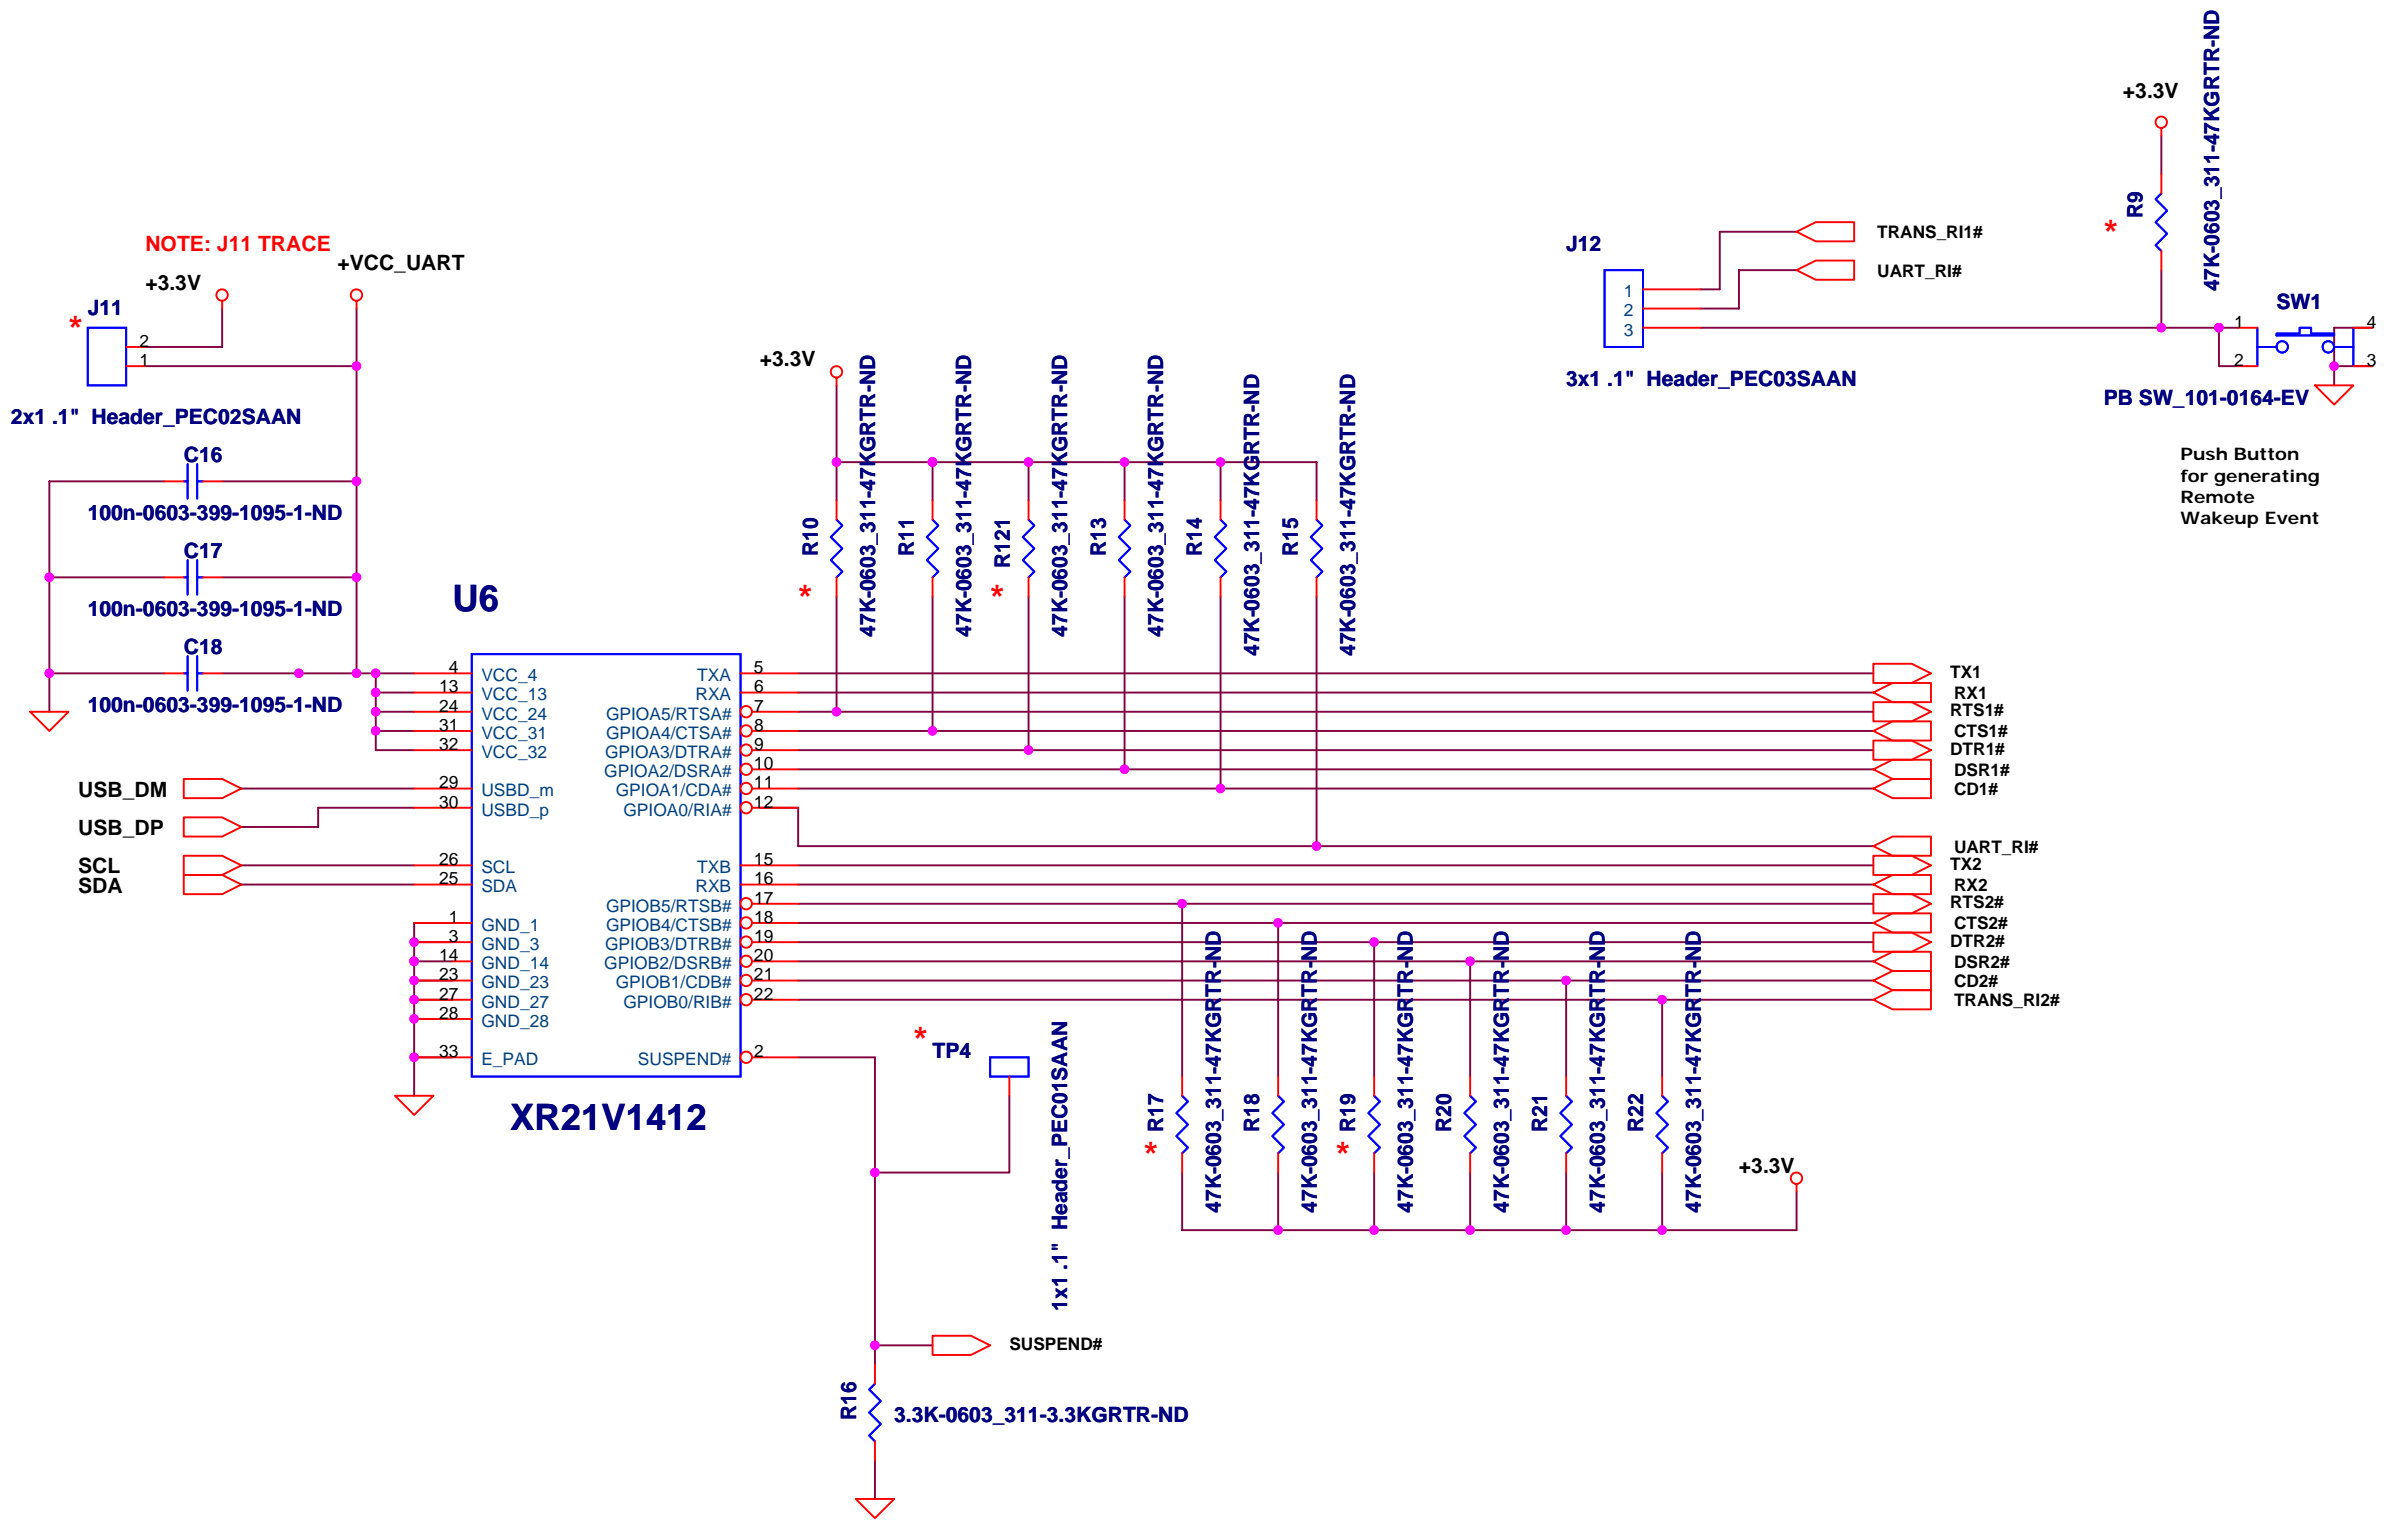 NOTE: J11 TRACE
+3.3V
+VCC_UART
J11
*
2
1
2x1 .1" Header_PEC02SAAN
C16
100n-0603-399-1095-1-ND
C17
100n-0603-399-1095-1-ND
C18
100n-0603-399-1095-1-ND
J12
1
2
3
3x1 .1" Header_PEC03SAAN
TRANS_RI1#
UART_RI#
+3.3V
R9
*
47K-0603_311-47KGRTR-ND
SW1
1
2
4
3
PB SW_101-0164-EV
Push Button
for generating
Remote
Wakeup Event
+3.3V
R10
*
47K-0603_311-47KGRTR-ND
R11
47K-0603_311-47KGRTR-ND
R121
*
47K-0603_311-47KGRTR-ND
R13
47K-0603_311-47KGRTR-ND
R14
47K-0603_311-47KGRTR-ND
R15
47K-0603_311-47KGRTR-ND
U6
4 VCC_4
13 VCC_13
24 VCC_24
31 VCC_31
32 VCC_32
USB_DM 29 USBD_m
USB_DP 30 USBD_p
SCL 26 SCL
SDA 25 SDA
1 GND_1
3 GND_3
14 GND_14
23 GND_23
27 GND_27
28 GND_28
33 E_PAD
TXA 5 TX1
RXA 6 RX1
GPIOA5/RTSA# 7 RTS1#
GPIOA4/CTSA# 8 CTS1#
GPIOA3/DTRA# 9 DTR1#
GPIOA2/DSRA# 10 DSR1#
GPIOA1/CDA# 11 CD1#
GPIOA0/RIA# 12 UART_RI#
TXB 15 TX2
RXB 16 RX2
GPIOB5/RTSB# 17 RTS2#
GPIOB4/CTSB# 18 CTS2#
GPIOB3/DTRB# 19 DTR2#
GPIOB2/DSRB# 20 DSR2#
GPIOB1/CDB# 21 CD2#
GPIOB0/RIB# 22 TRANS_RI2#
SUSPEND# 2
XR21V1412
*
TP4
1x1 .1" Header_PEC01SAAN
R17
*
47K-0603_311-47KGRTR-ND
R18
47K-0603_311-47KGRTR-ND
R19
*
47K-0603_311-47KGRTR-ND
R20
47K-0603_311-47KGRTR-ND
R21
47K-0603_311-47KGRTR-ND
R22
47K-0603_311-47KGRTR-ND
+3.3V
SUSPEND#
R16
3.3K-0603_311-3.3KGRTR-ND